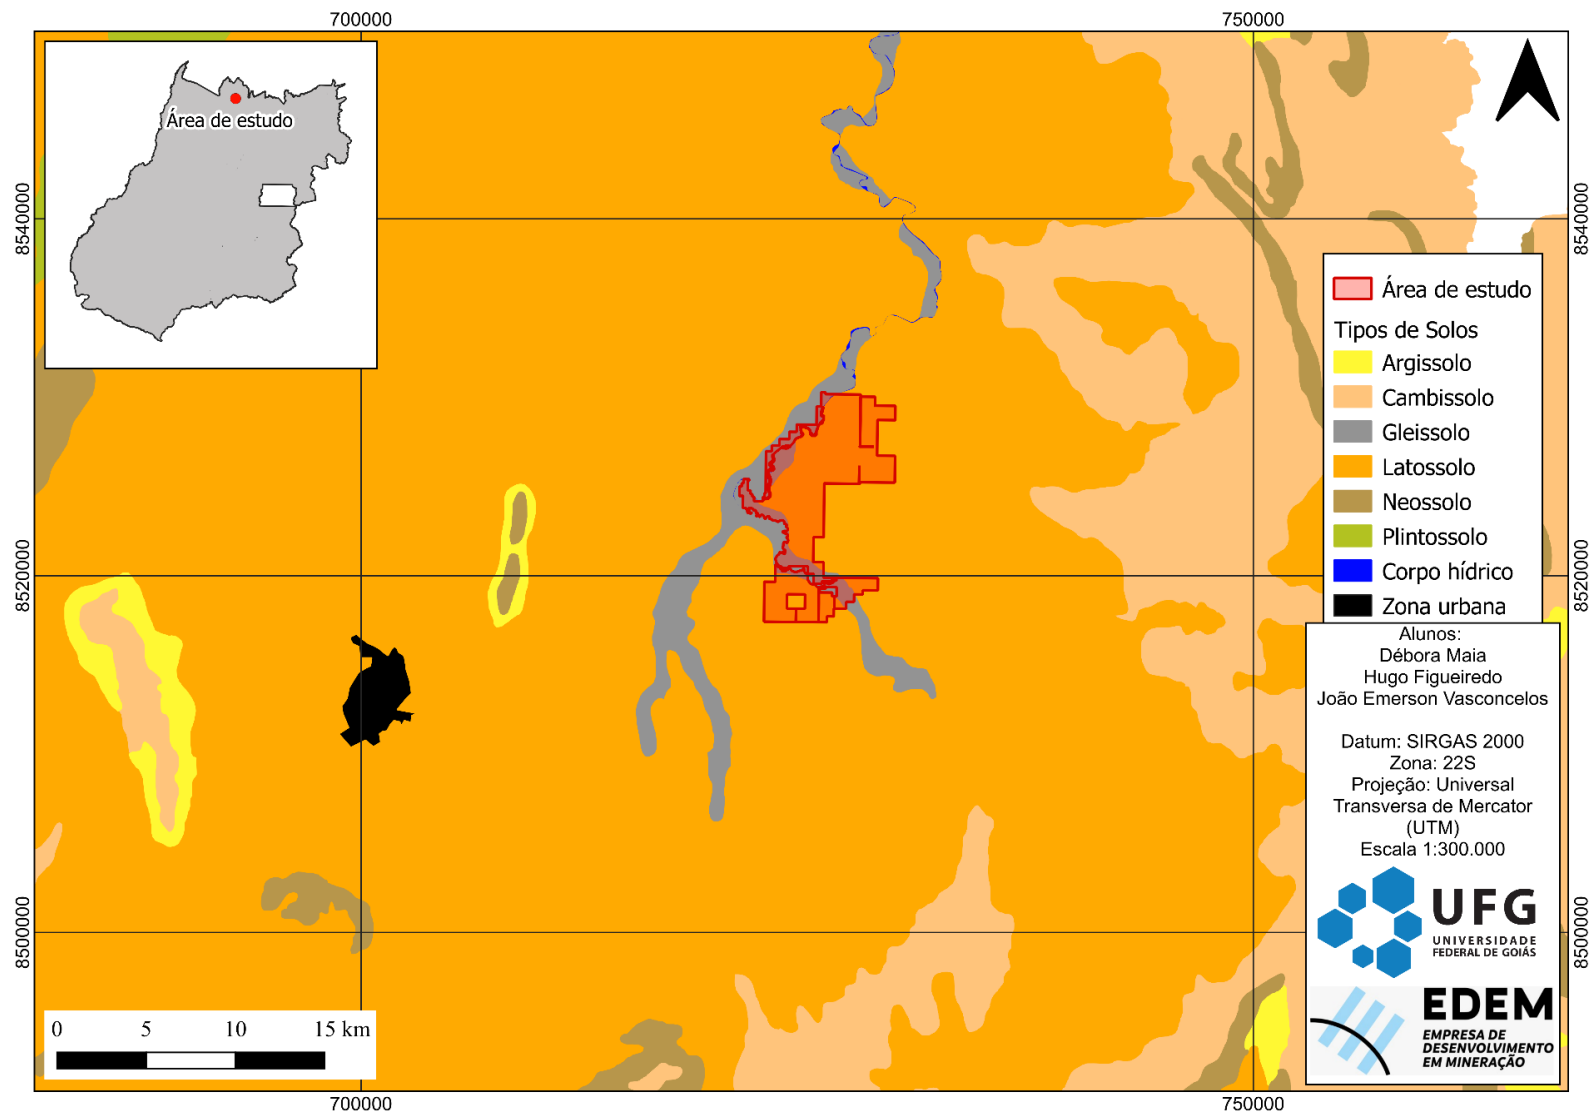 700000
750000
Área de estudo
8540000
8540000
Área de estudo
Tipos de Solos
Argissolo
Cambissolo
Gleissolo
Latossolo
Neossolo
Plintossolo
Corpo hídrico
Zona urbana
8520000
8520000
Alunos:
Débora Maia
Hugo Figueiredo
João Emerson Vasconcelos
Datum: SIRGAS 2000
Zona: 22S
Projeção: Universal
Transversa de Mercator
(UTM)
Escala 1:300.000
UFG
UNIVERSIDADE
FEDERAL DE GOIÁS
8500000
8500000
EDEM
EMPRESA DE
DESENVOLVIMENTO
EM MINERAÇÃO
0 5 10 15 km
700000
750000